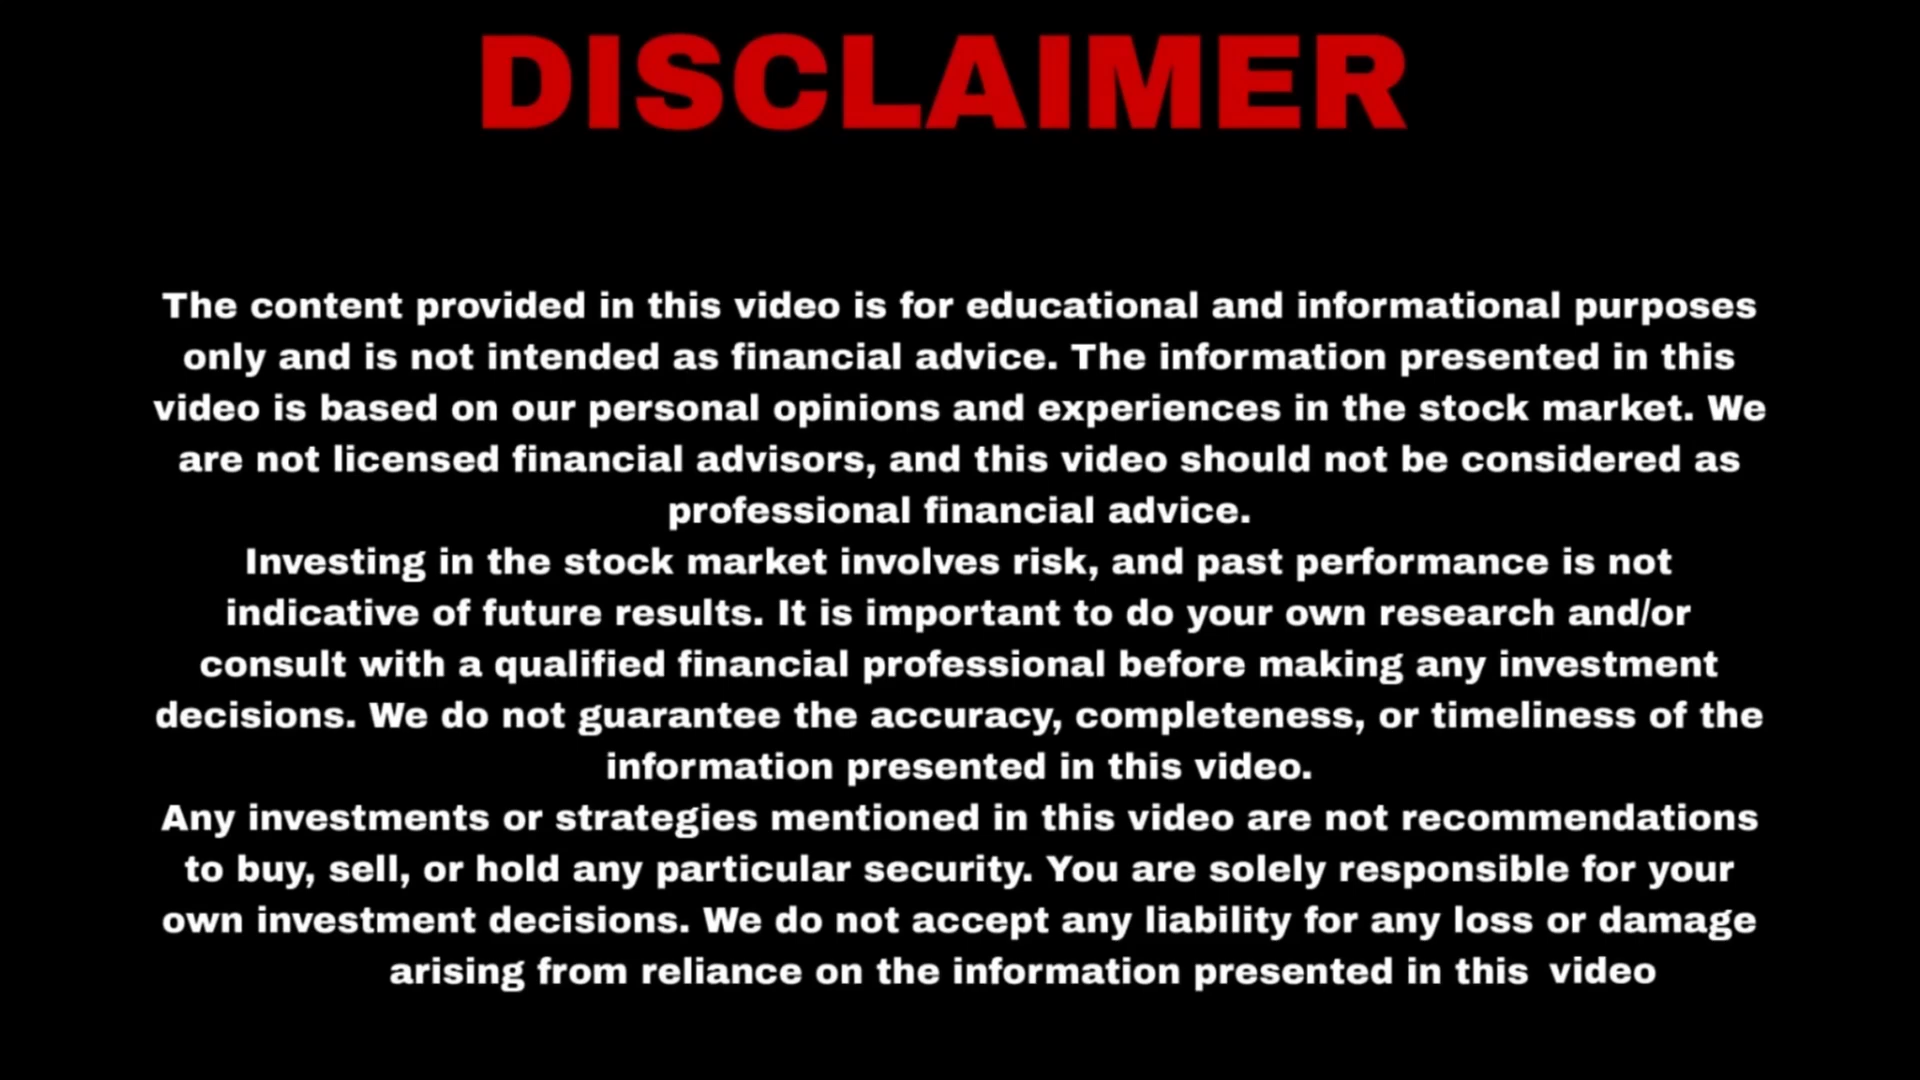 DISCLAIMER
The content provided in this video is for educational and informational purposes
only and is not intended as financial advice. The information presented in this
video is based on our personal opinions and experiences in the stock market. We
are not licensed financial advisors, and this video should not be considered as
professional financial advice.
Investing in the stock market involves risk, and past performance is not
indicative of future results. It is important to do your own research and/or
consult with a qualified financial professional before making any investment
decisions. We do not guarantee the accuracy, completeness, or timeliness of the
information presented in this video.
Any investments or strategies mentioned in this video are not recommendations
to buy, sell, or hold any particular security. You are solely responsible for your
own investment decisions. We do not accept any liability for any loss or damage
arising from reliance on the information presented in this video